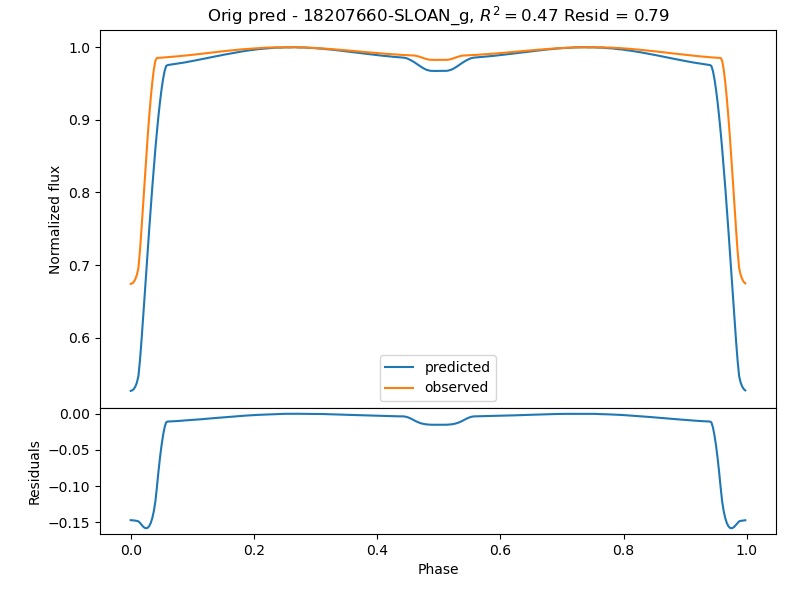 Orig pred - 18207660-SLOAN_g, R² = 0.47 Resid = 0.79
1.0
0.9
0.8
0.7
0.6
Normalized flux
predicted
observed
0.00
−0.05
−0.10
−0.15
Residuals
0.0 0.2 0.4 0.6 0.8 1.0
Phase